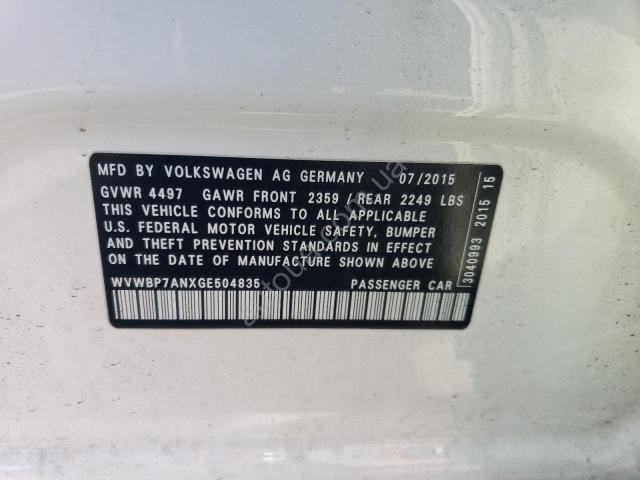 MFD BY VOLKSWAGEN AG GERMANY 07/2015
GVWR 4497 GAWR FRONT 2359 / REAR 2249 LBS
THIS VEHICLE CONFORMS TO ALL APPLICABLE
U.S. FEDERAL MOTOR VEHICLE SAFETY, BUMPER
AND THEFT PREVENTION STANDARDS IN EFFECT
ON THE DATE OF MANUFACTURE SHOWN ABOVE
WVWBP7ANXGE504835 PASSENGER CAR
3040993 2015 15